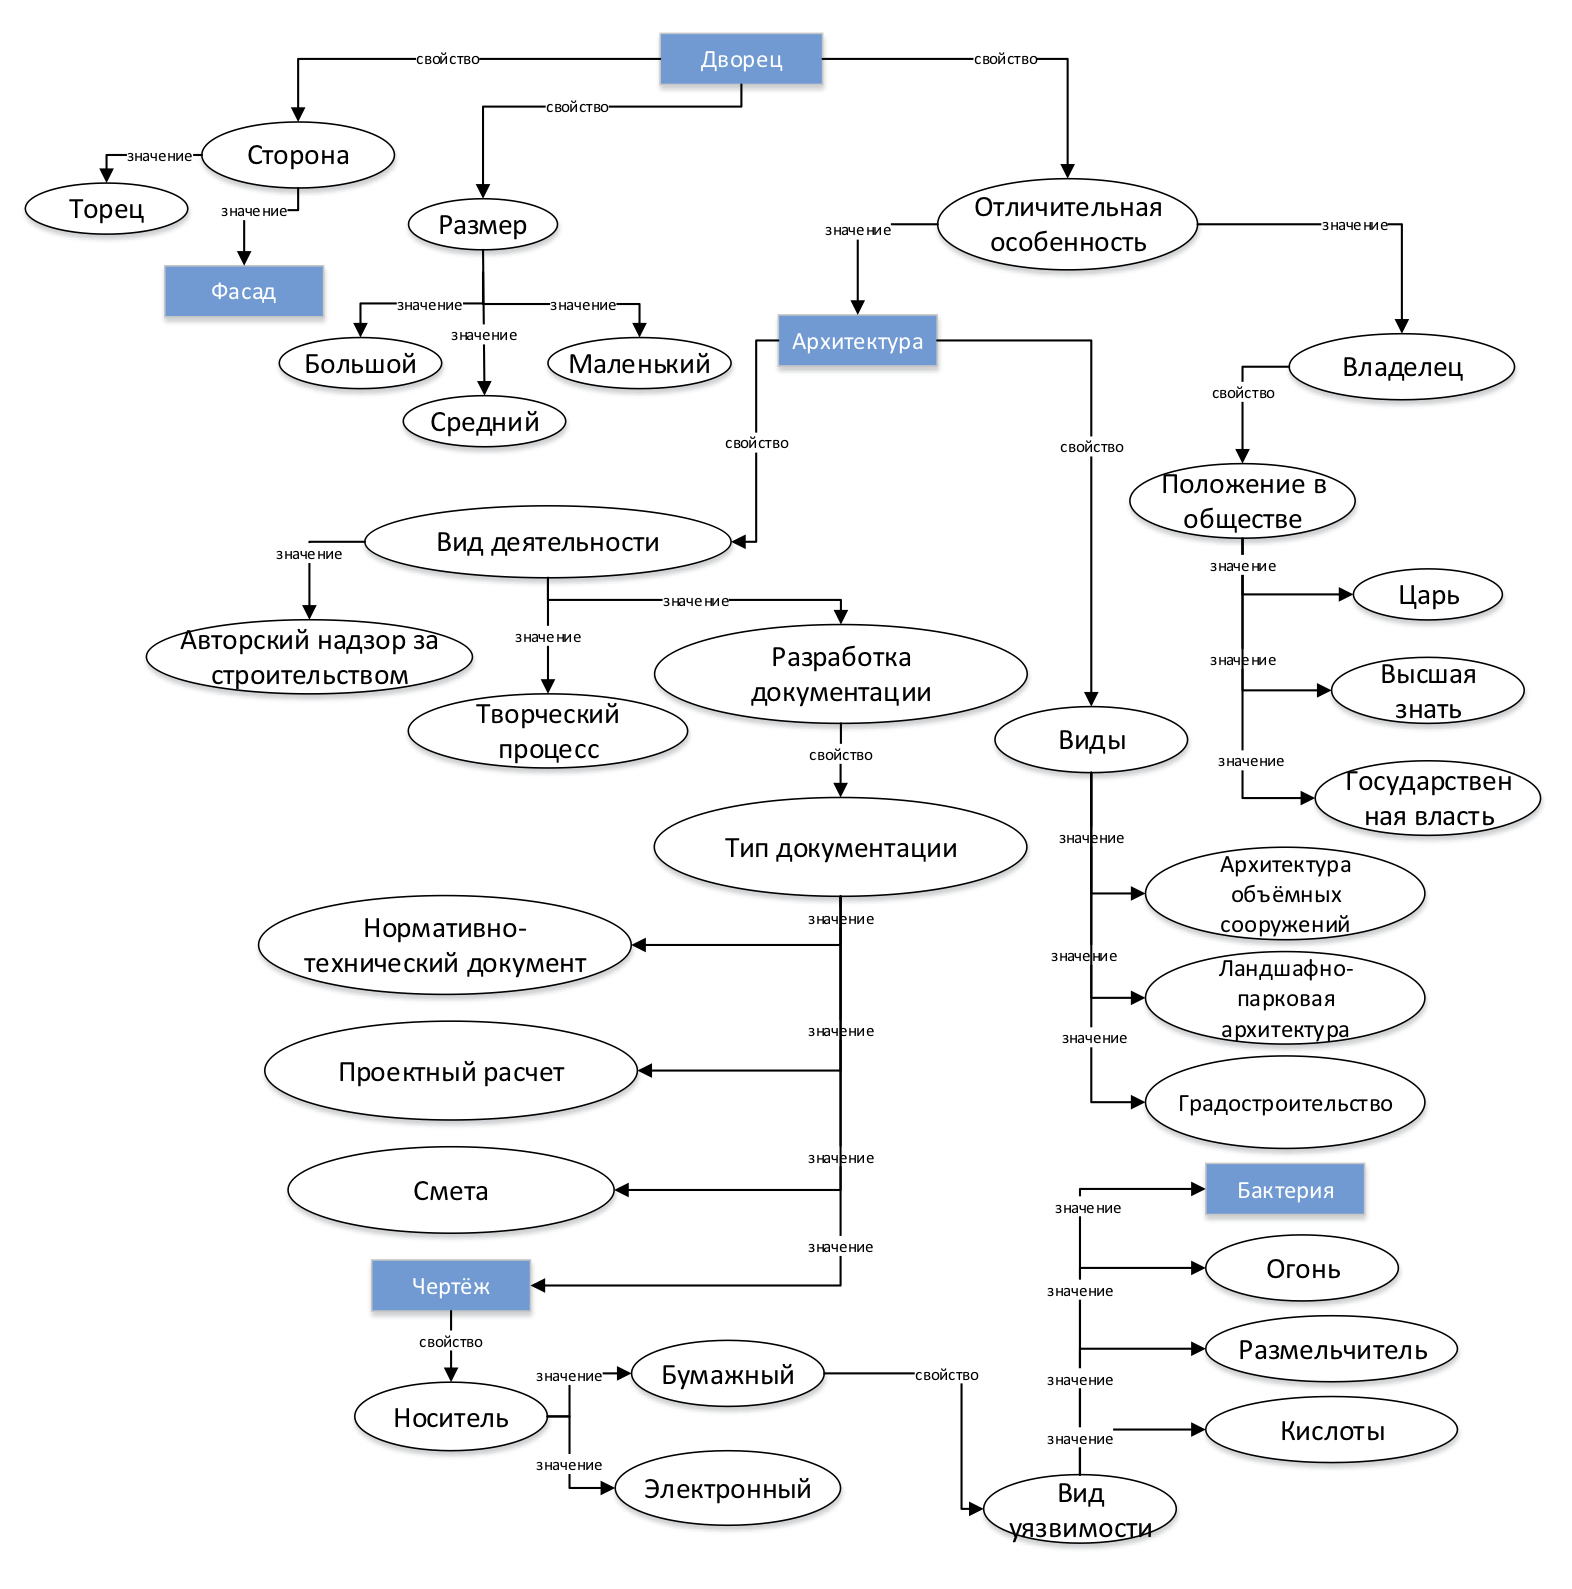 Дворец
свойство
свойство
свойство
Сторона
значение
Торец
значение
Фасад
Размер
значение
значение
значение
Большой
Маленький
Средний
Отличительная
особенность
значение
значение
Архитектура
Владелец
свойство
свойство
свойство
Положение в
обществе
значение
Царь
значение
Высшая
знать
значение
Государствен
ная власть
Вид деятельности
значение
значение
значение
Авторский надзор за
строительством
Творческий
процесс
Разработка
документации
свойство
Тип документации
Виды
значение
Архитектура
объёмных
сооружений
значение
Ландшафно-
парковая
архитектура
значение
Градостроительство
значение
Нормативно-
технический документ
значение
Проектный расчет
значение
Смета
значение
Чертёж
свойство
Носитель
значение
Бумажный
значение
Электронный
свойство
Бактерия
значение
Огонь
значение
Размельчитель
значение
Кислоты
значение
Вид
уязвимости